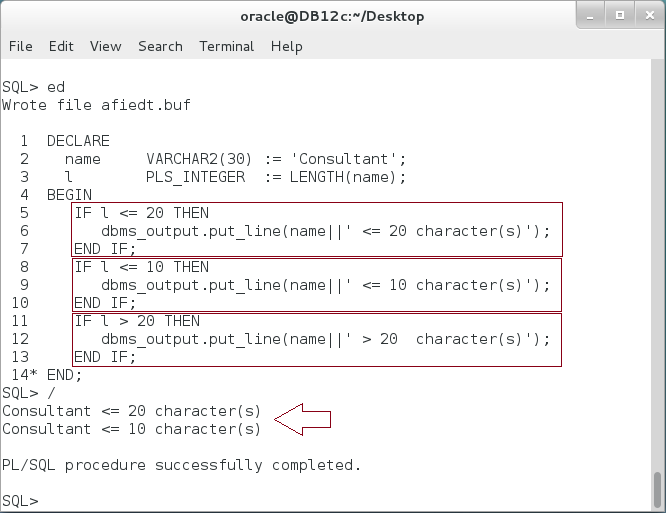 oracle@DB12c:~/Desktop
File Edit View Search Terminal Help
SQL> ed
Wrote file afiedt.buf
1 DECLARE
2 name VARCHAR2(30) := 'Consultant';
3 l PLS_INTEGER := LENGTH(name);
4 BEGIN
5 IF l <= 20 THEN
6 dbms_output.put_line(name||' <= 20 character(s)');
7 END IF;
8 IF l <= 10 THEN
9 dbms_output.put_line(name||' <= 10 character(s)');
10 END IF;
11 IF l > 20 THEN
12 dbms_output.put_line(name||' > 20  character(s)');
13 END IF;
14* END;
SQL> /
Consultant <= 20 character(s)
Consultant <= 10 character(s)
PL/SQL procedure successfully completed.
SQL>